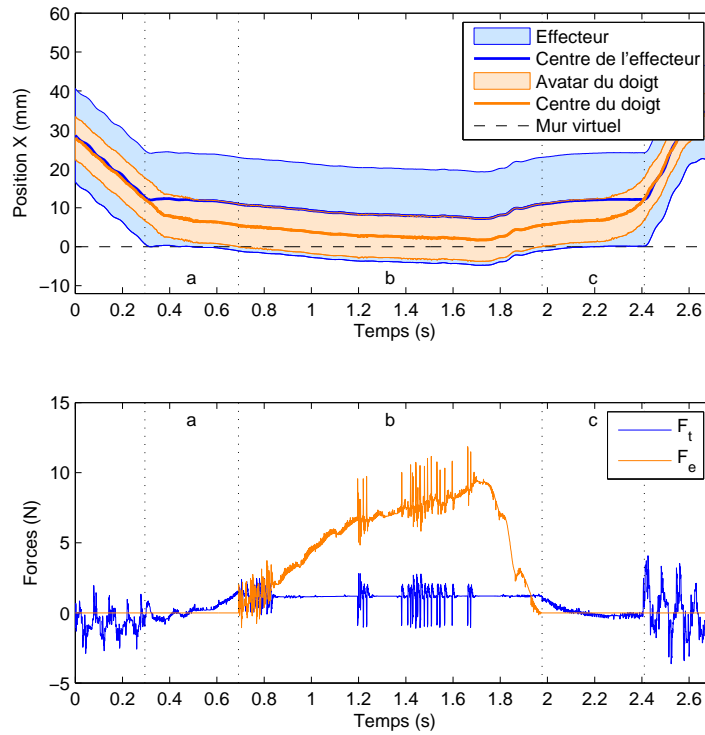 60
50
40
30
20
10
0
−10
Position X (mm)
Effecteur
Centre de l'effecteur
Avatar du doigt
Centre du doigt
Mur virtuel
a b c
0 0.2 0.4 0.6 0.8 1 1.2 1.4 1.6 1.8 2 2.2 2.4 2.6
Temps (s)
15
10
5
0
−5
Forces (N)
a b c
F_t
F_e
0 0.2 0.4 0.6 0.8 1 1.2 1.4 1.6 1.8 2 2.2 2.4 2.6
Temps (s)